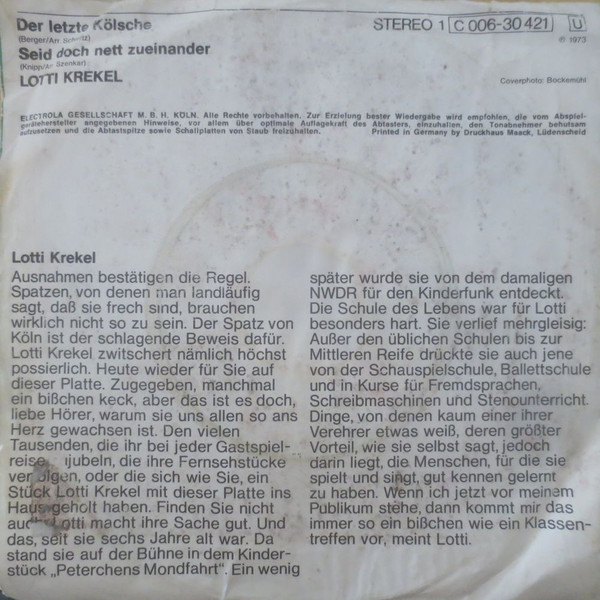 Der letzte Kölsche
(Berger/Arr. Schmitz)
Seid doch nett zueinander
(Knipp/Arr. Szenkar)
LOTTI KREKEL
STEREO 1 C 006-30 421 U
℗ 1973
Coverphoto: Bockemühl
ELECTROLA GESELLSCHAFT M. B. H. KÖLN. Alle Rechte vorbehalten. Zur Erzielung bester Wiedergabe wird empfohlen, die vom Abspiel-
gerätehersteller angegebenen Hinweise, vor allem über optimale Auflagekraft des Abtasters, einzuhalten, den Tonabnehmer behutsam
aufzusetzen und die Abtastspitze sowie Schallplatten von Staub freizuhalten. Printed in Germany by Druckhaus Maack, Lüdenscheid
Lotti Krekel
Ausnahmen bestätigen die Regel.
Spatzen, von denen man landläufig
sagt, daß sie frech sind, brauchen
wirklich nicht so zu sein. Der Spatz von
Köln ist der schlagende Beweis dafür.
Lotti Krekel zwitschert nämlich höchst
possierlich. Heute wieder für Sie auf
dieser Platte. Zugegeben, manchmal
ein bißchen keck, aber das ist es doch,
liebe Hörer, warum sie uns allen so ans
Herz gewachsen ist. Den vielen
Tausenden, die ihr bei jeder Gastspiel-
reise jubeln, die ihre Fernsehstücke
verfolgen, oder die sich wie Sie, ein
Stück Lotti Krekel mit dieser Platte ins
Haus geholt haben. Finden Sie nicht
auch Lotti macht ihre Sache gut. Und
das, seit sie sechs Jahre alt war. Da
stand sie auf der Bühne in dem Kinder-
stück „Peterchens Mondfahrt". Ein wenig
später wurde sie von dem damaligen
NWDR für den Kinderfunk entdeckt.
Die Schule des Lebens war für Lotti
besonders hart. Sie verlief mehrgleisig:
Außer den üblichen Schulen bis zur
Mittleren Reife drückte sie auch jene
von der Schauspielschule, Ballettschule
und in Kurse für Fremdsprachen,
Schreibmaschinen und Stenounterricht.
Dinge, von denen kaum einer ihrer
Verehrer etwas weiß, deren größter
Vorteil, wie sie selbst sagt, jedoch
darin liegt, die Menschen, für die sie
spielt und singt, gut kennen gelernt
zu haben. Wenn ich jetzt vor meinem
Publikum stehe, dann kommt mir das
immer so ein bißchen wie ein Klassen-
treffen vor, meint Lotti.